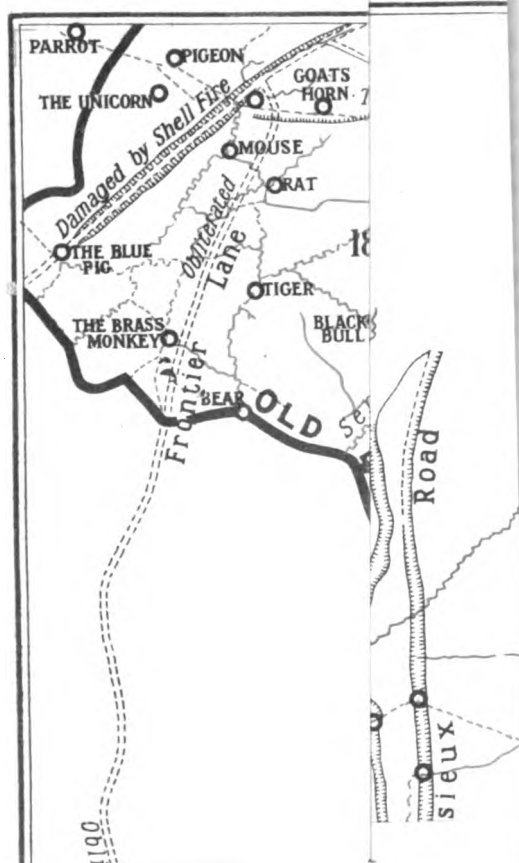 PARROT
PIGEON
THE UNICORN
GOATS
HORN
Damaged by Shell Fire
MOUSE
RAT
Obliterated
THE BLUE
PIG
Lane
TIGER
THE BRASS
MONKEY
BLACK
BULL
Frontier
BEAR
OLD
Road
sieux